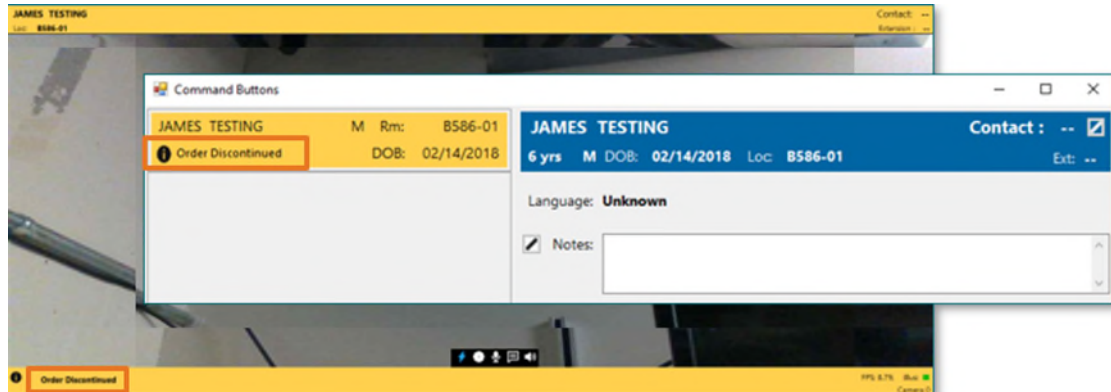 JAMES TESTING Contact: --
Loc: B586-01 Extension : --
Command Buttons
JAMES TESTING M Rm: B586-01
Order Discontinued DOB: 02/14/2018
JAMES TESTING Contact : --
6 yrs M DOB: 02/14/2018 Loc: B586-01 Ext: --
Language: Unknown
Notes:
Order Discontinued
FPS: 8.7%
Camera